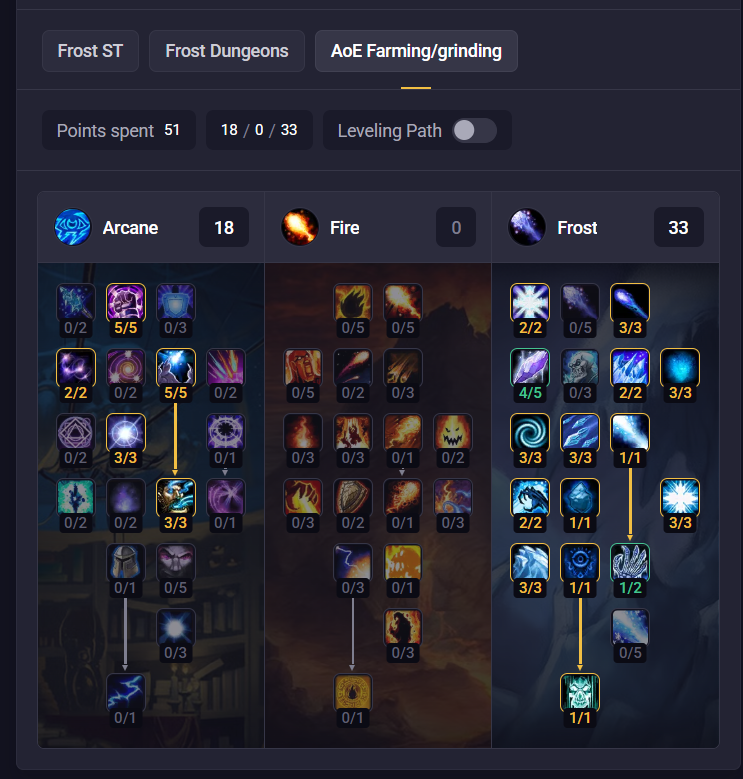 Frost ST Frost Dungeons AoE Farming/grinding
Points spent 51 18 / 0 / 33 Leveling Path
Arcane 18 Fire 0 Frost 33
0/2 5/5 0/3 0/5 0/5 2/2 0/5 3/3
2/2 0/2 5/5 0/2 0/5 0/2 0/3 4/5 0/3 2/2 3/3
0/2 3/3 0/1 0/3 0/3 0/1 0/2 3/3 3/3 1/1
0/2 0/2 3/3 0/1 0/3 0/2 0/1 0/3 2/2 1/1 3/3
0/1 0/5 0/3 0/1 3/3 1/1 1/2
0/3 0/3 0/5
0/1 0/1 1/1